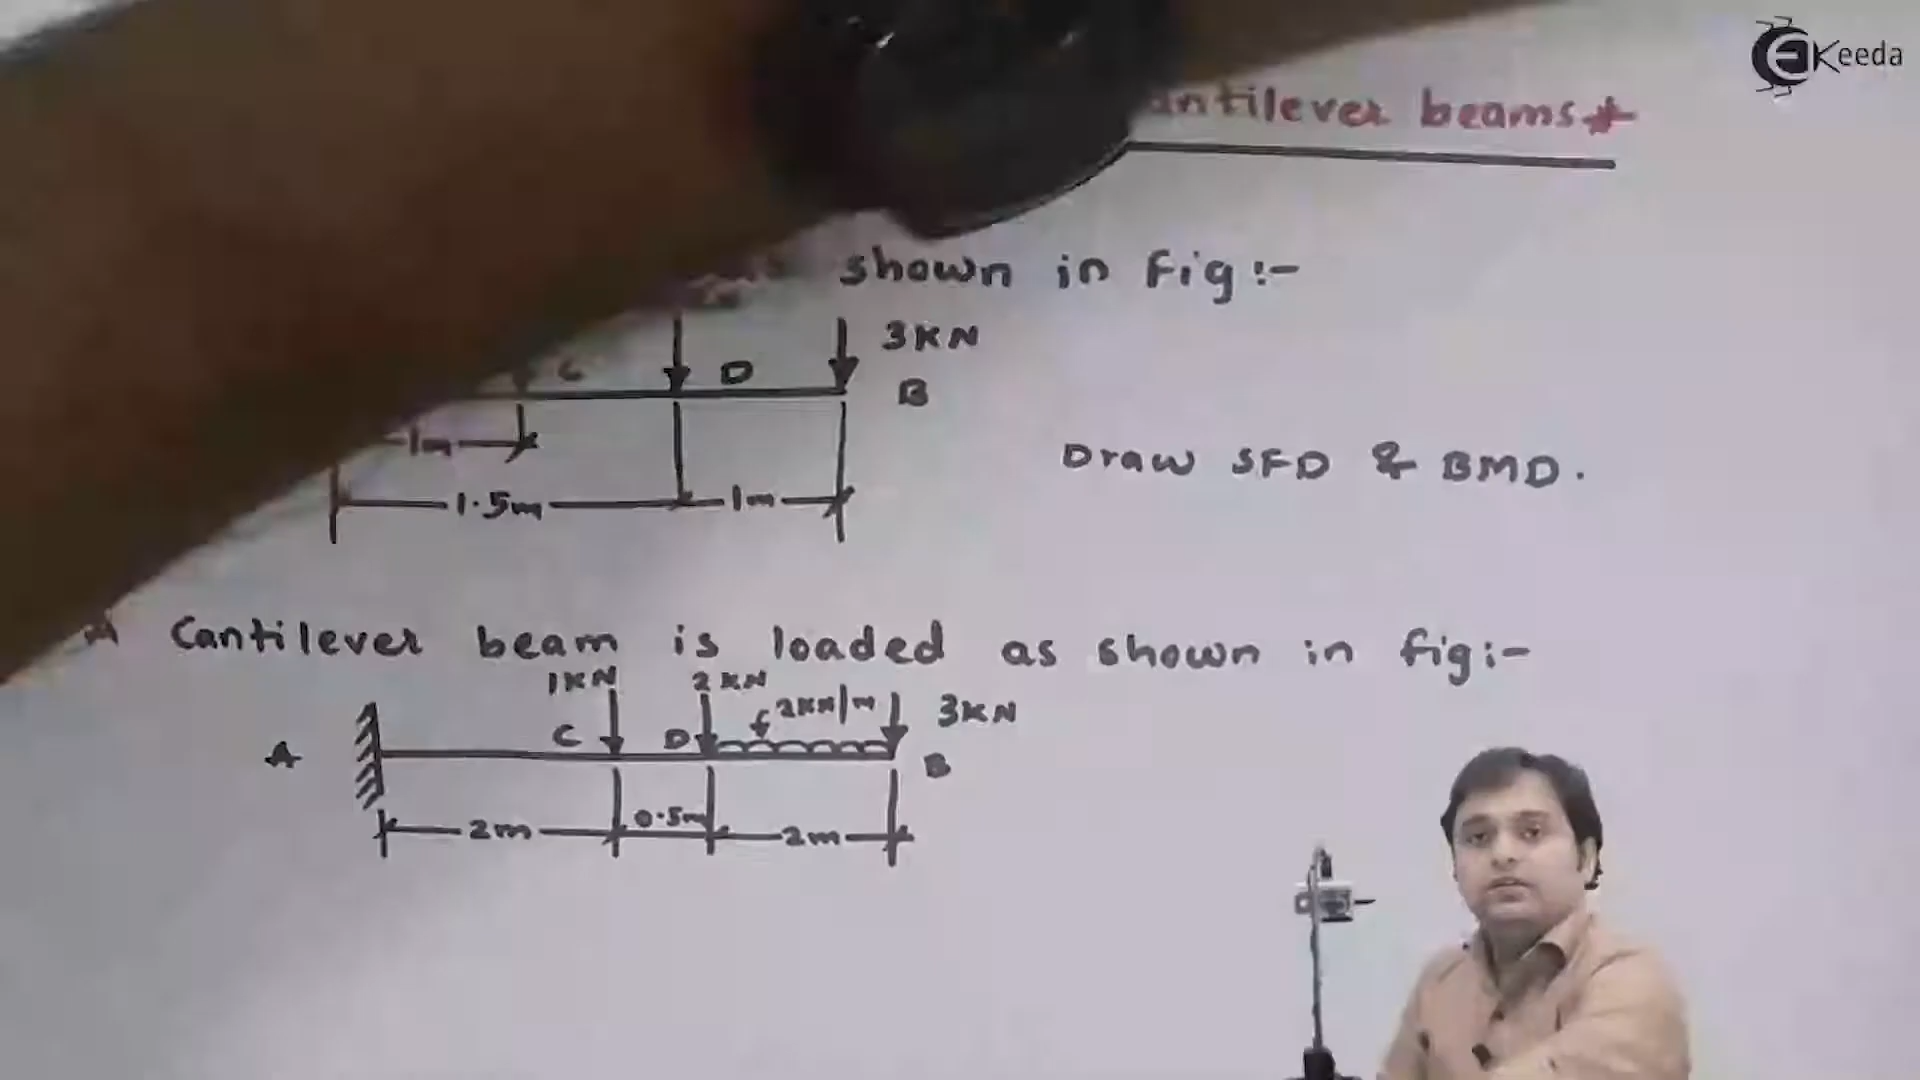 EKeeda
antilever beams #
shown in Fig:-
3KN
C D B
1m
1.5m 1m
Draw SFD & BMD.
A Cantilever beam is loaded as shown in fig:-
1KN 2KN 2KN/m 3KN
A C D B
2m 0.5m 2m